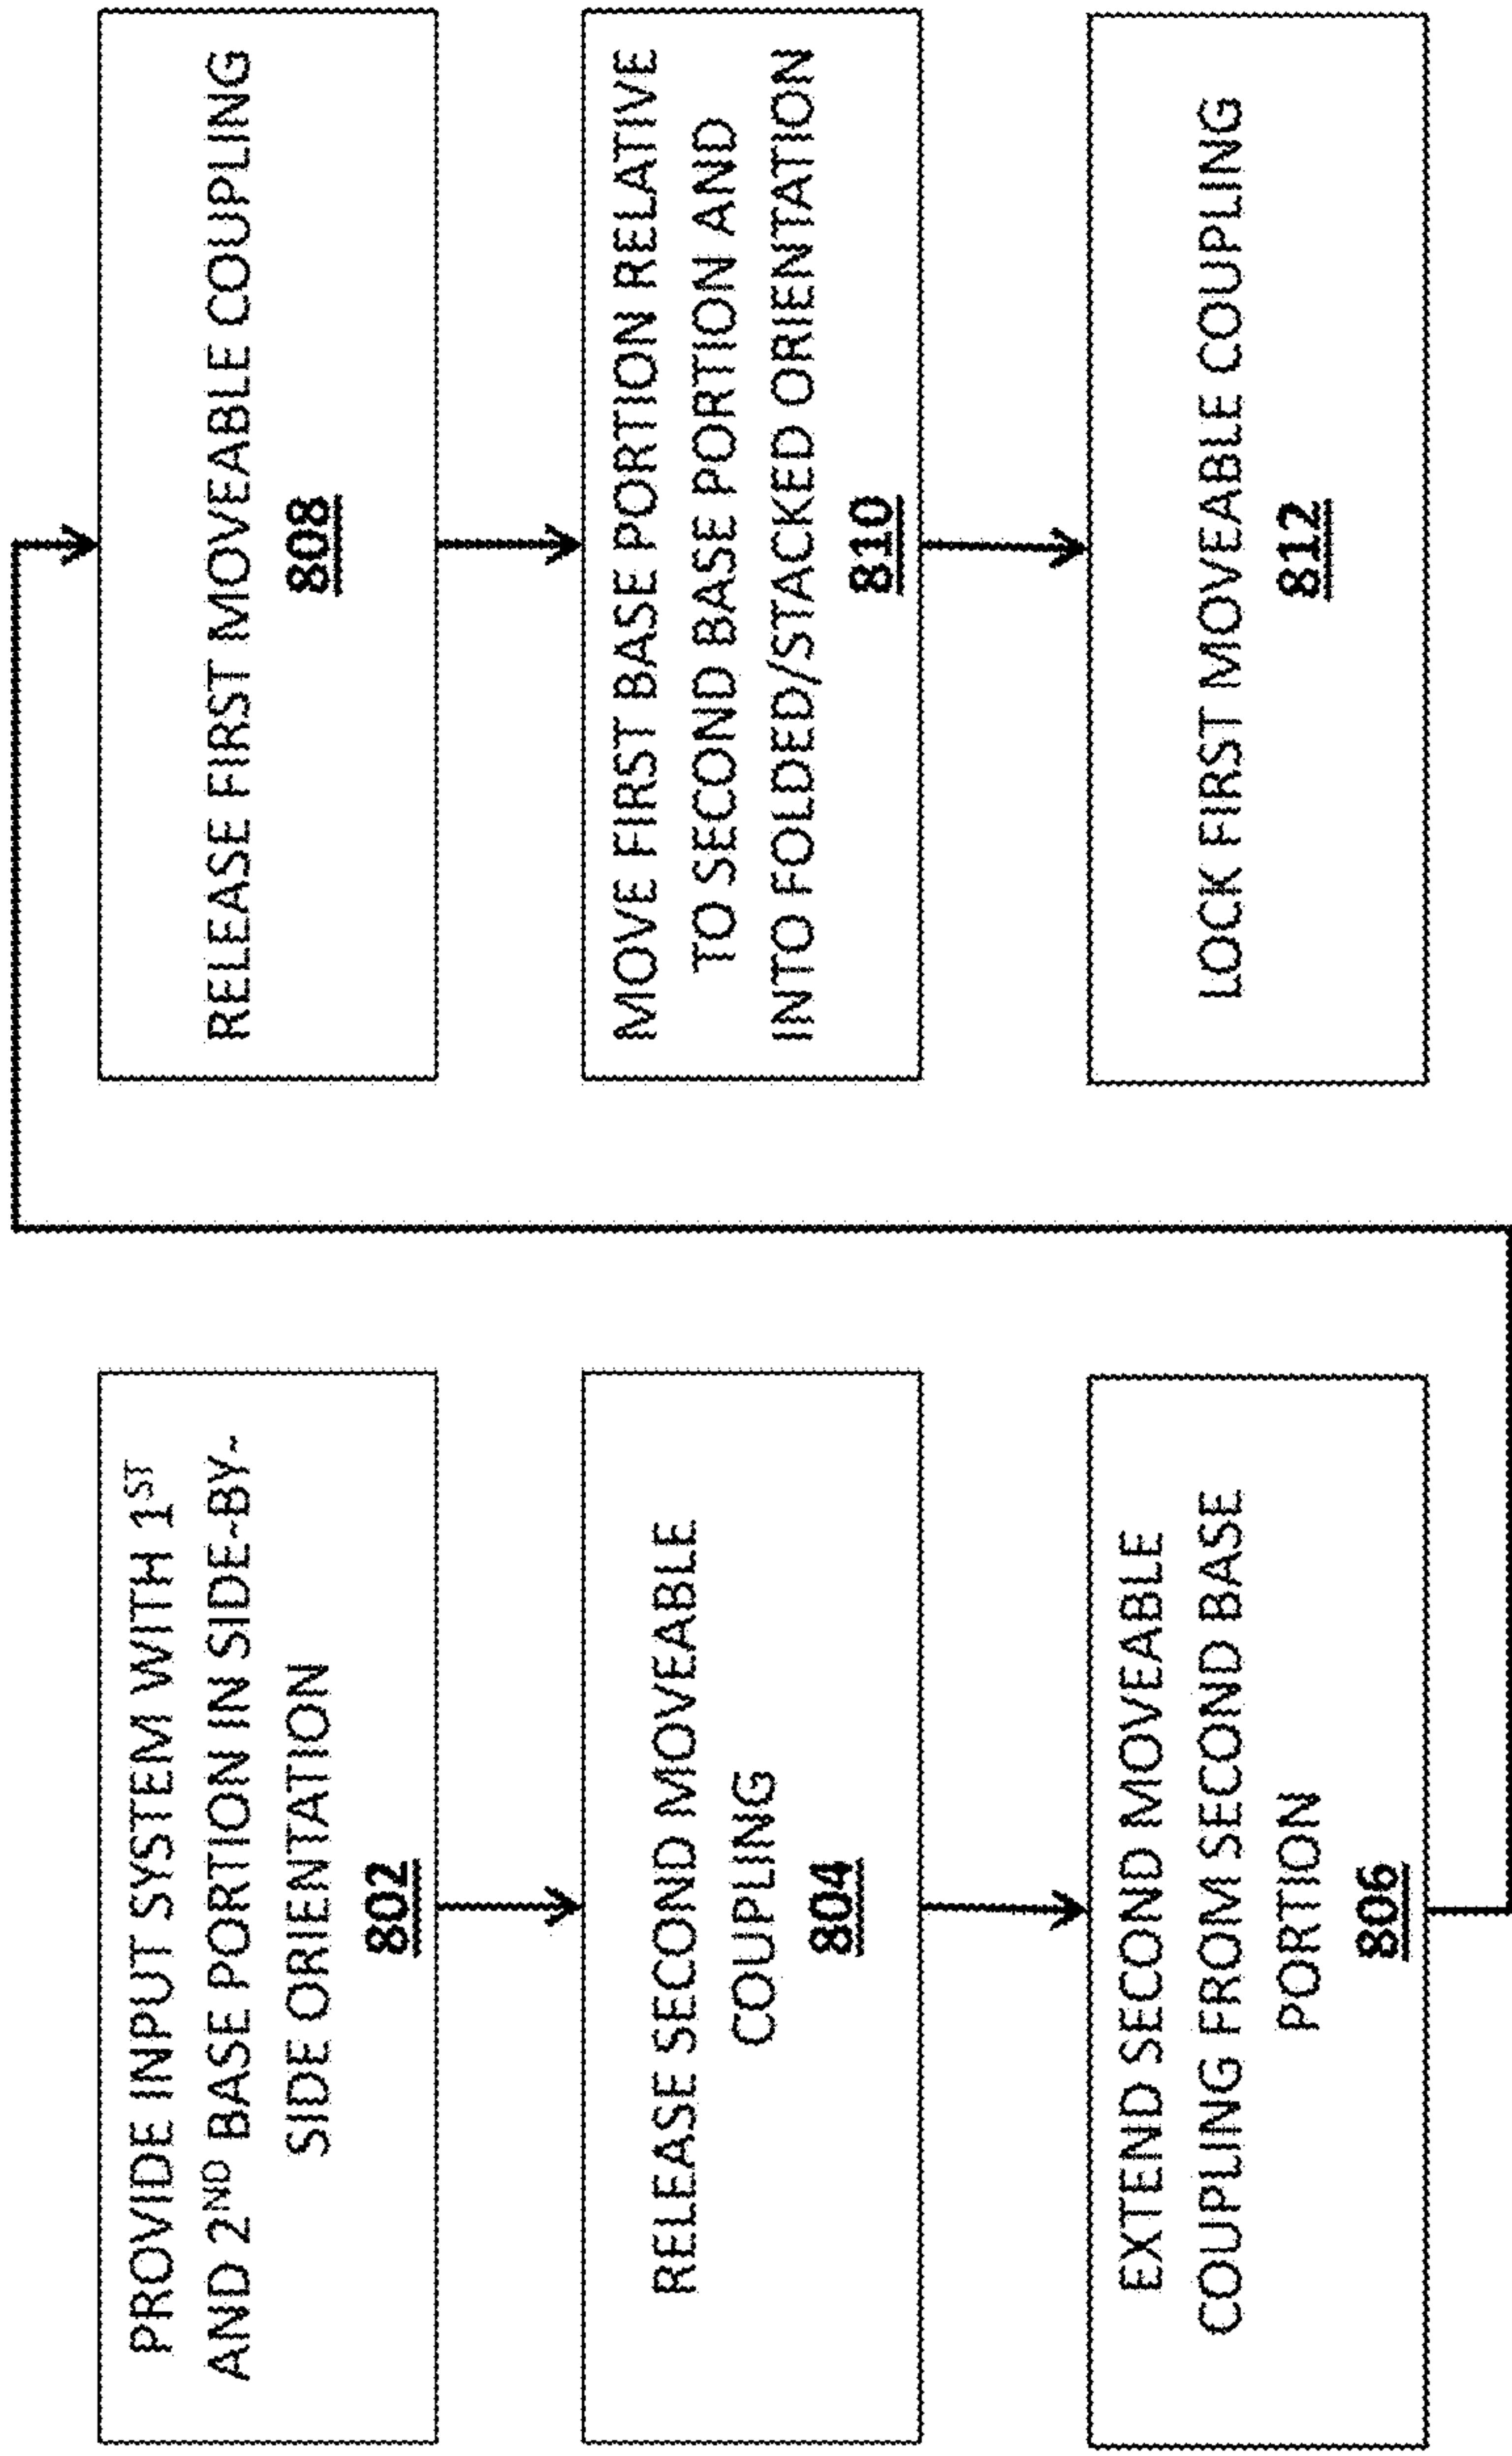 PROVIDE INPUT SYSTEM WITH 1ST
AND 2ND BASE PORTION IN SIDE-BY-
SIDE ORIENTATION
802
RELEASE SECOND MOVEABLE
COUPLING
804
EXTEND SECOND MOVEABLE
COUPLING FROM SECOND BASE
PORTION
806
RELEASE FIRST MOVEABLE COUPLING
808
MOVE FIRST BASE PORTION RELATIVE
TO SECOND BASE PORTION AND
INTO FOLDED/STACKED ORIENTATION
810
LOCK FIRST MOVEABLE COUPLING
812